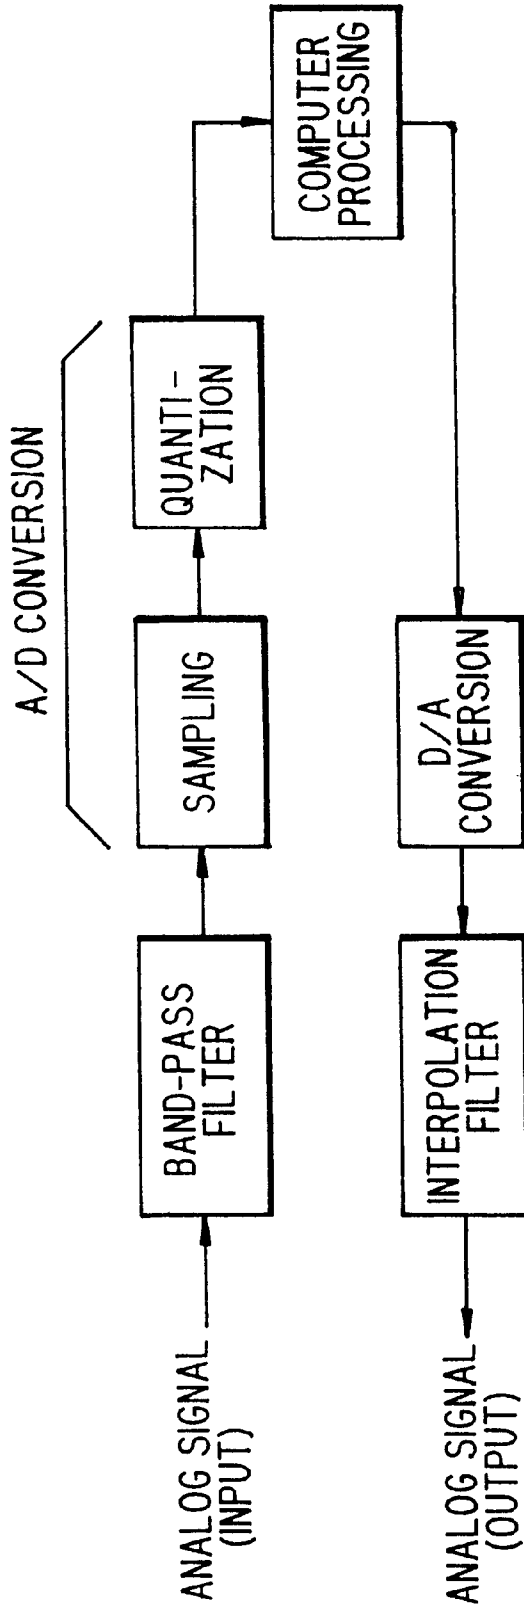 A/D CONVERSION
ANALOG SIGNAL
(INPUT)
BAND-PASS
FILTER
SAMPLING
QUANTI-
ZATION
COMPUTER
PROCESSING
D/A
CONVERSION
INTERPOLATION
FILTER
ANALOG SIGNAL
(OUTPUT)